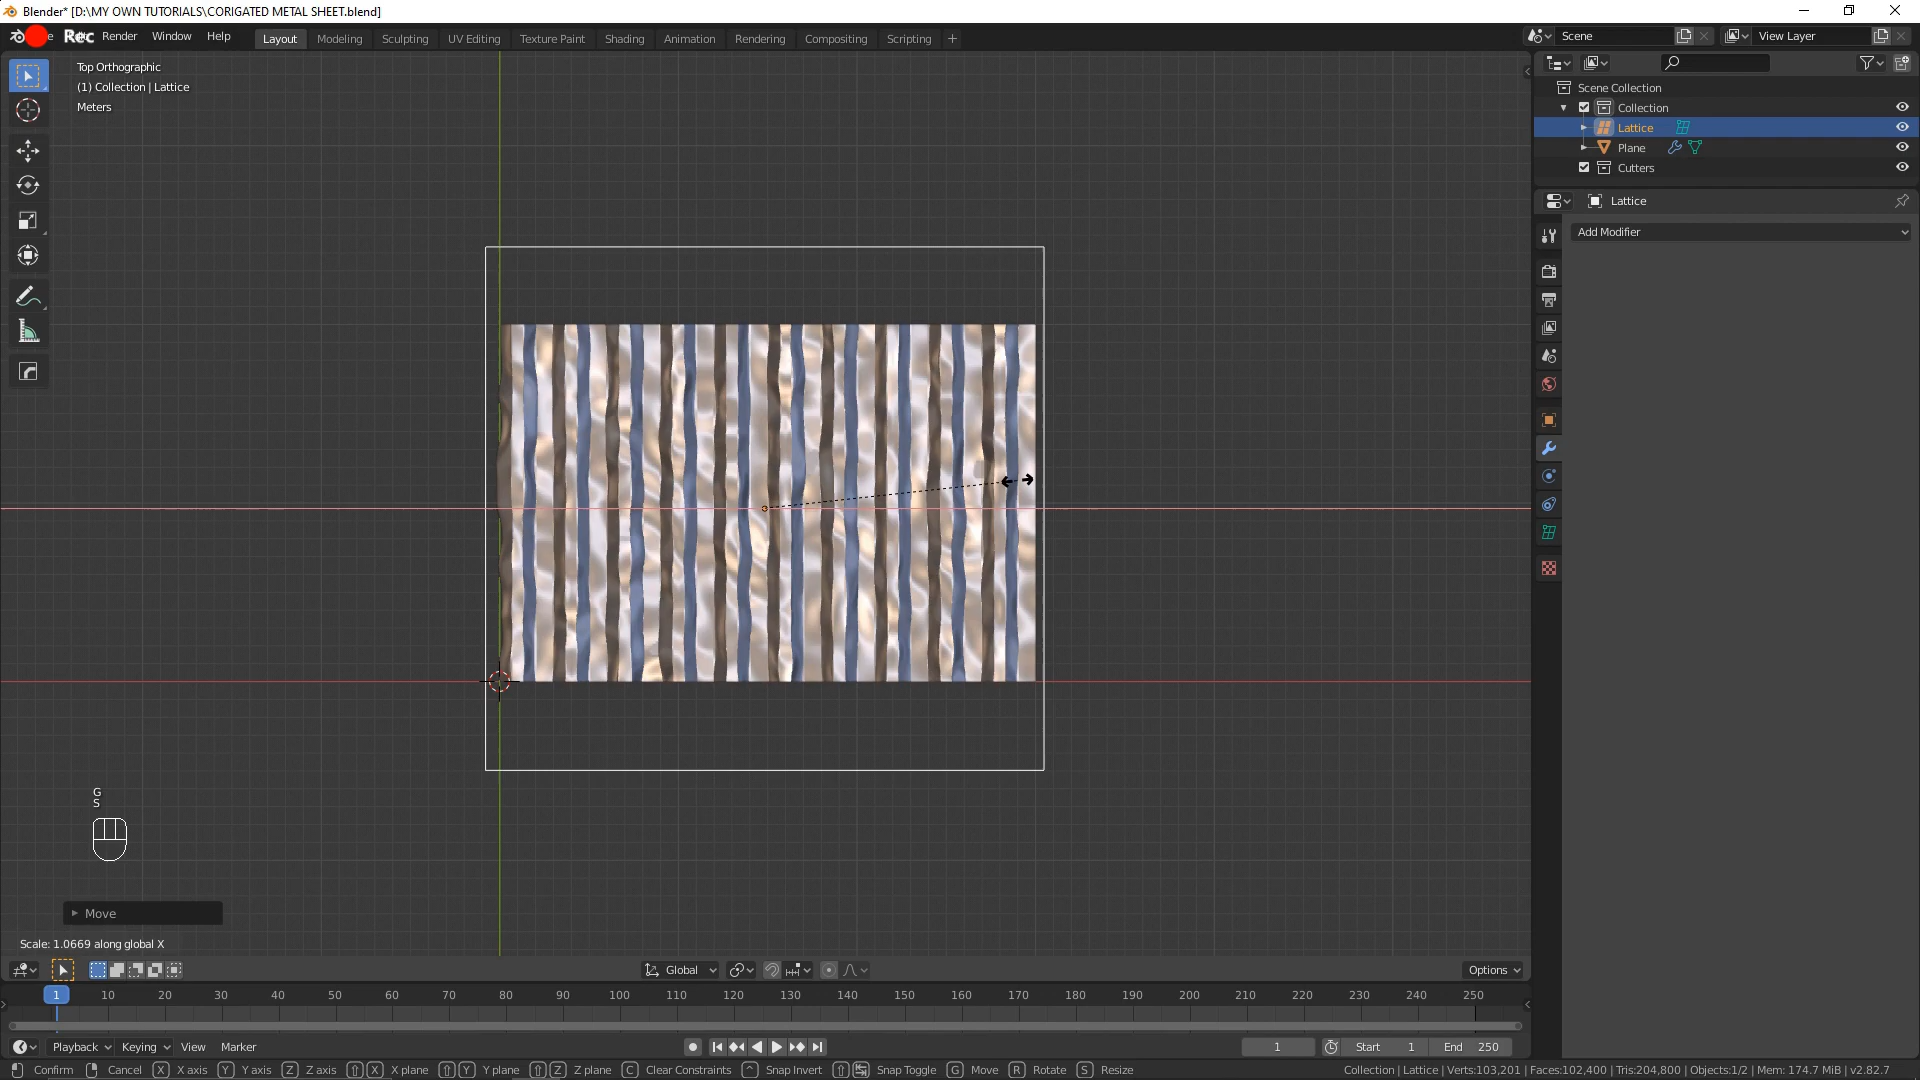 Blender* [D:\MY OWN TUTORIALS\CORIGATED METAL SHEET.blend]
Rec Render Window Help Layout Modeling Sculpting UV Editing Texture Paint Shading Animation Rendering Compositing Scripting + Scene View Layer
Top Orthographic
(1) Collection | Lattice
Meters
Scene Collection
Collection
Lattice
Plane
Cutters
Lattice
Add Modifier
G
S
Move
Scale: 1.0669 along global X
Global Options
1 10 20 30 40 50 60 70 80 90 100 110 120 130 140 150 160 170 180 190 200 210 220 230 240 250
Playback Keying View Marker 1 Start 1 End 250
Confirm Cancel X X axis Y Y axis Z Z axis X X plane Y Y plane Z Z plane C Clear Constraints ^ Snap Invert Snap Toggle G Move R Rotate S Resize Collection | Lattice | Verts:103,201 | Faces:102,400 | Tris:204,800 | Objects:1/2 | Mem: 174.7 MiB | v2.82.7